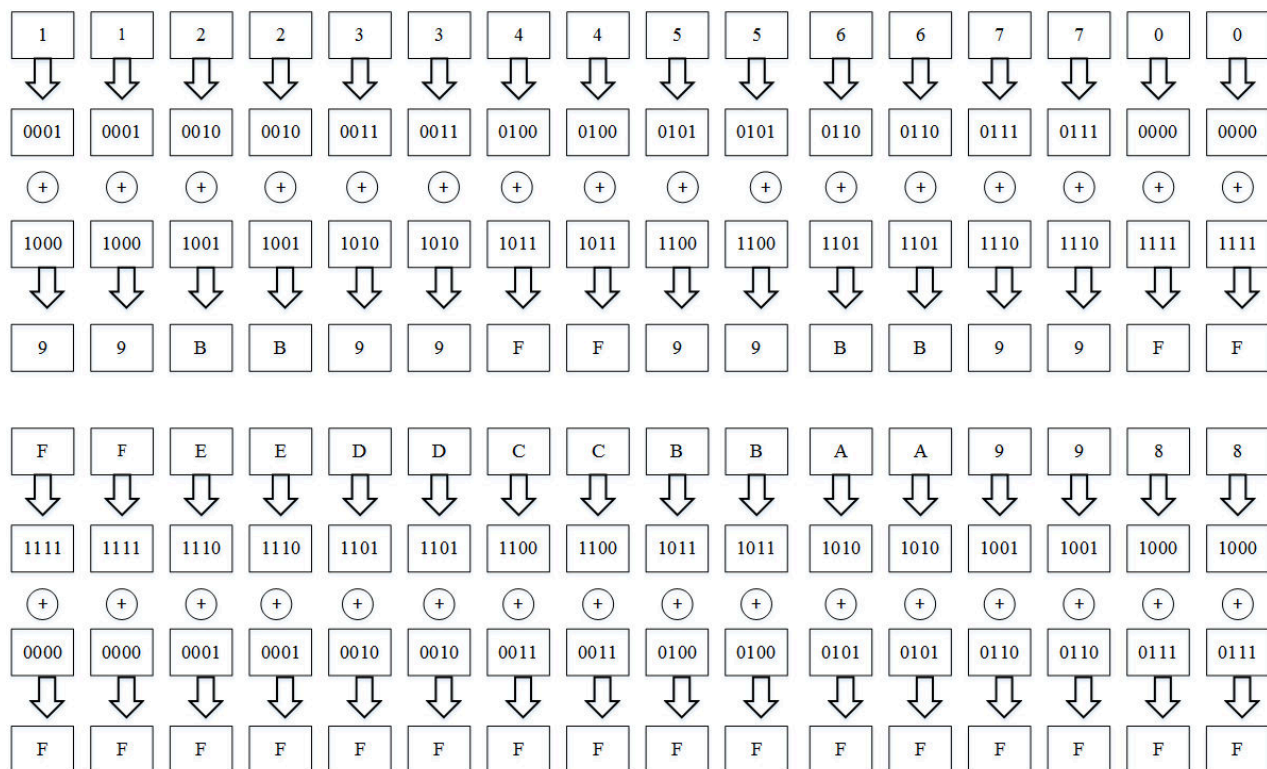 1 1 2 2 3 3 4 4 5 5 6 6 7 7 0 0
0001 0001 0010 0010 0011 0011 0100 0100 0101 0101 0110 0110 0111 0111 0000 0000
+ + + + + + + + + + + + + + + +
1000 1000 1001 1001 1010 1010 1011 1011 1100 1100 1101 1101 1110 1110 1111 1111
9 9 B B 9 9 F F 9 9 B B 9 9 F F
F F E E D D C C B B A A 9 9 8 8
1111 1111 1110 1110 1101 1101 1100 1100 1011 1011 1010 1010 1001 1001 1000 1000
+ + + + + + + + + + + + + + + +
0000 0000 0001 0001 0010 0010 0011 0011 0100 0100 0101 0101 0110 0110 0111 0111
F F F F F F F F F F F F F F F F